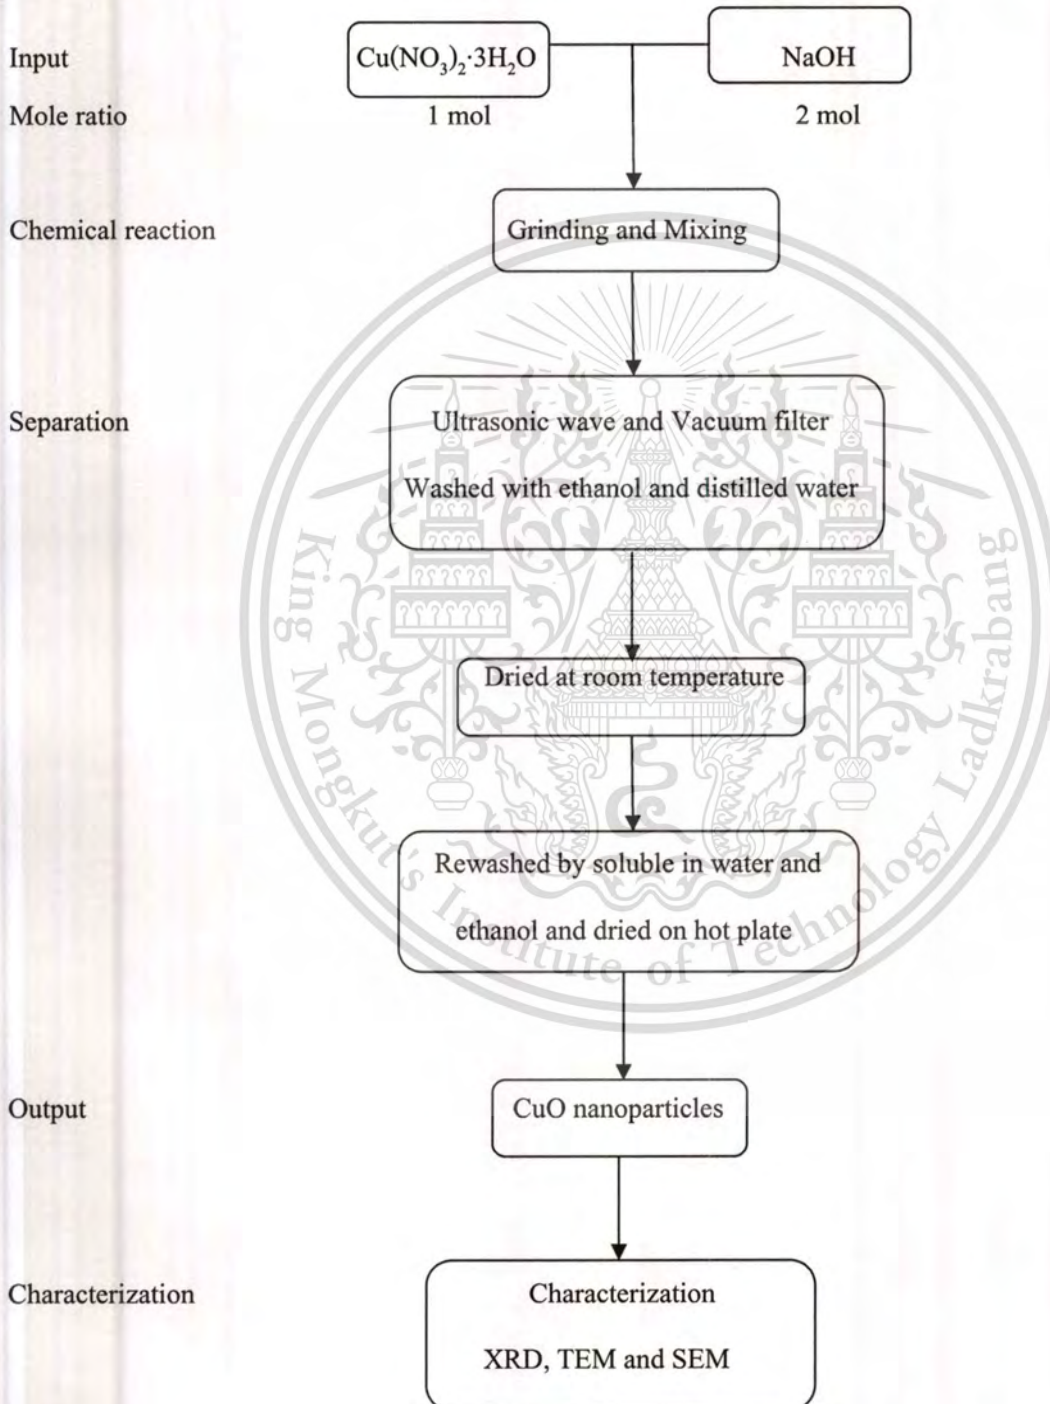 Input
Cu(NO₃)₂·3H₂O
NaOH
Mole ratio
1 mol
2 mol
Chemical reaction
Grinding and Mixing
Separation
Ultrasonic wave and Vacuum filter
Washed with ethanol and distilled water
Dried at room temperature
Rewashed by soluble in water and
ethanol and dried on hot plate
Output
CuO nanoparticles
Characterization
Characterization
XRD, TEM and SEM
King Mongkut's Institute of Technology Ladkrabang